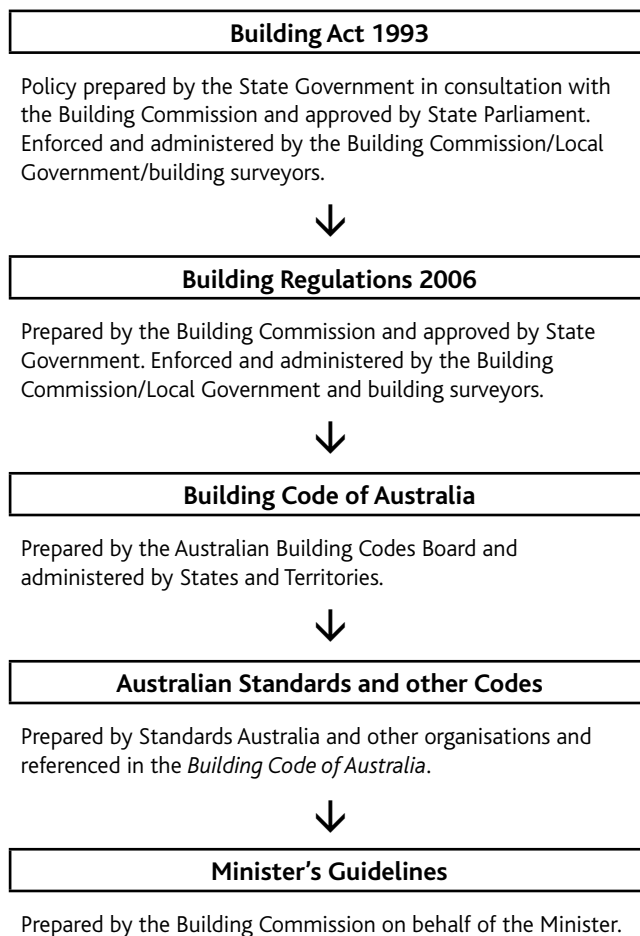 Building Act 1993
Policy prepared by the State Government in consultation with
the Building Commission and approved by State Parliament.
Enforced and administered by the Building Commission/Local
Government/building surveyors.
Building Regulations 2006
Prepared by the Building Commission and approved by State
Government. Enforced and administered by the Building
Commission/Local Government and building surveyors.
Building Code of Australia
Prepared by the Australian Building Codes Board and
administered by States and Territories.
Australian Standards and other Codes
Prepared by Standards Australia and other organisations and
referenced in the Building Code of Australia.
Minister’s Guidelines
Prepared by the Building Commission on behalf of the Minister.